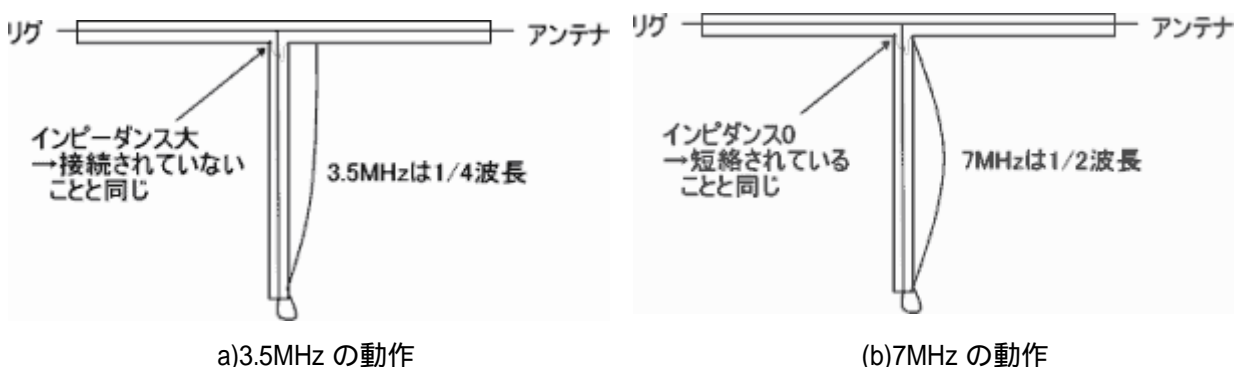 リグ
アンテナ
インピーダンス大
→接続されていない
ことと同じ
3.5MHzは1/4波長
a)3.5MHz の動作
リグ
アンテナ
インピダンス0
→短絡されている
ことと同じ
7MHzは1/2波長
(b)7MHz の動作